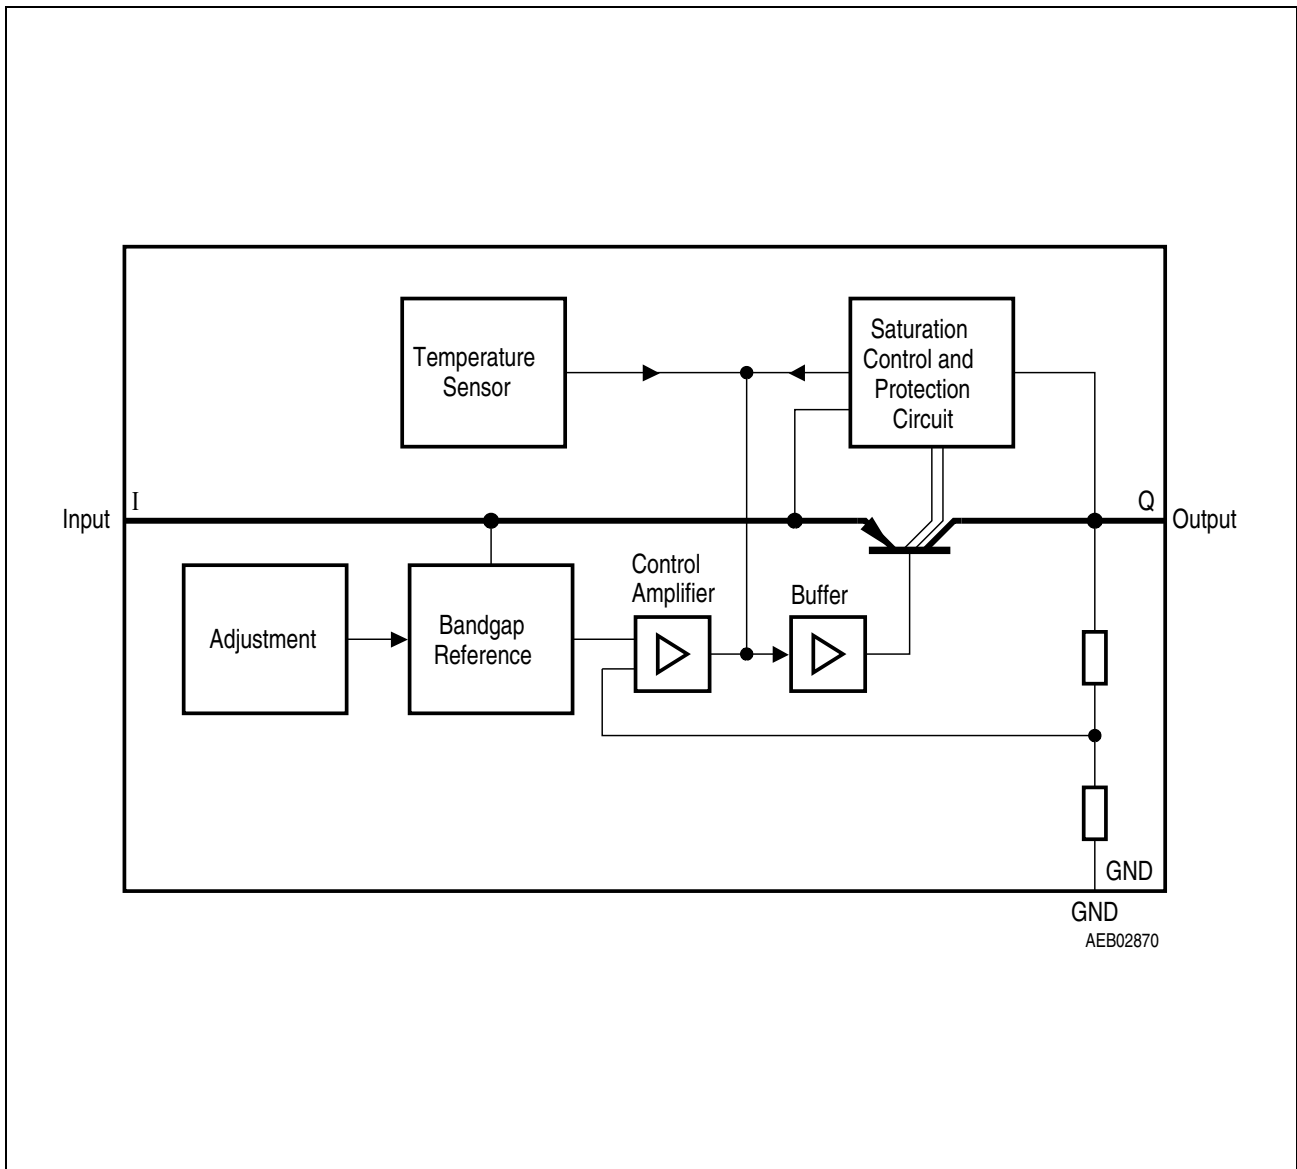 Temperature
Sensor
Saturation
Control and
Protection
Circuit
I
Q
Input
Output
Control
Amplifier
Buffer
Adjustment
Bandgap
Reference
GND
GND
AEB02870